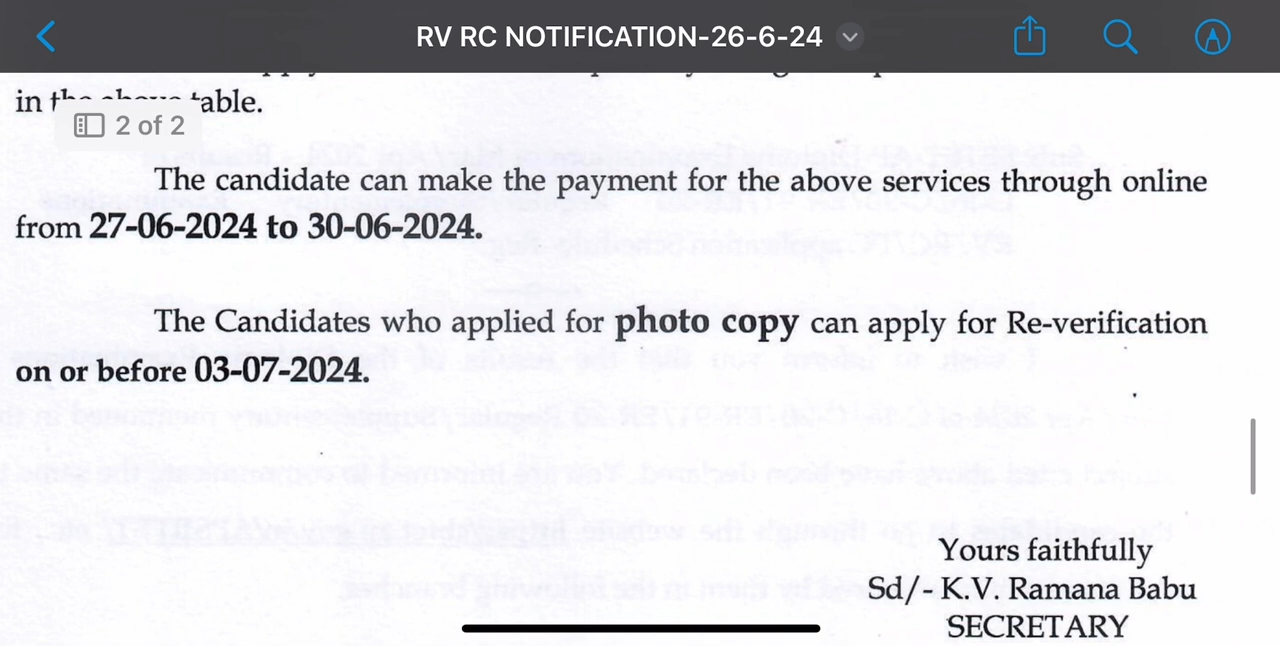 RV RC NOTIFICATION-26-6-24
in the above table.
2 of 2
The candidate can make the payment for the above services through online
from 27-06-2024 to 30-06-2024.
The Candidates who applied for photo copy can apply for Re-verification
on or before 03-07-2024.
Yours faithfully
Sd/- K.V. Ramana Babu
SECRETARY